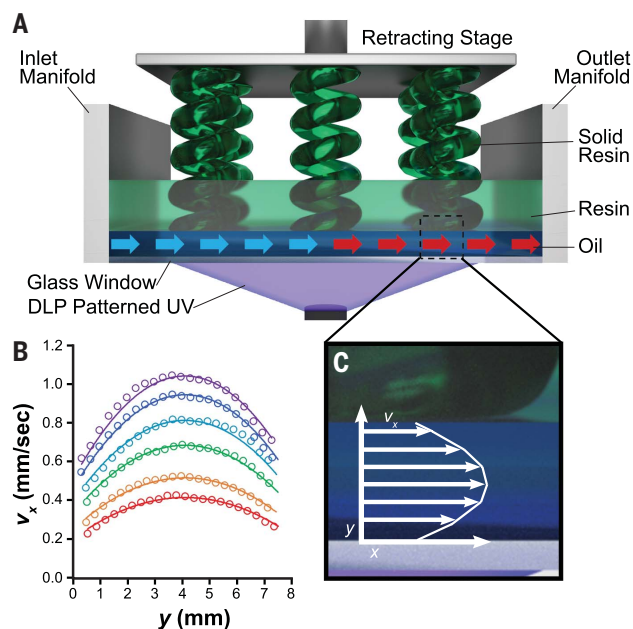 A
Retracting Stage
Inlet
Manifold
Outlet
Manifold
Solid
Resin
Resin
Oil
Glass Window
DLP Patterned UV
B
1.2
1.0
0.8
0.6
0.4
0.2
0.0
0 1 2 3 4 5 6 7 8
vx (mm/sec)
y (mm)
C
vx
y
x